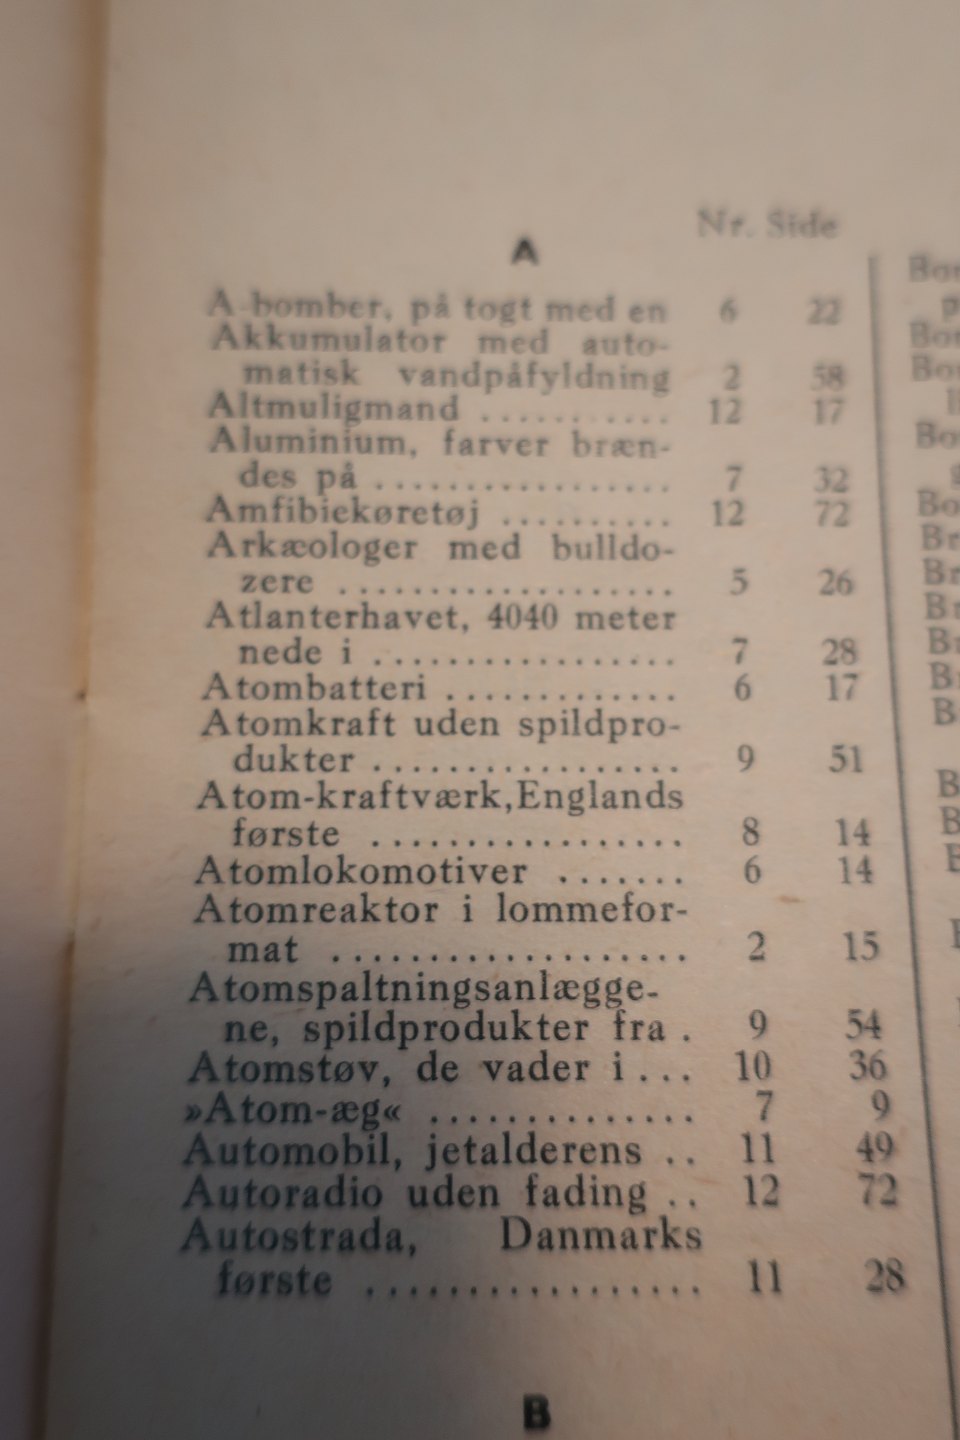 Nr. Side
A
A-bomber, på togt med en 6 22
Akkumulator med auto-
matisk vandpåfyldning 2 58
Altmuligmand ........... 12 17
Aluminium, farver bræn-
des på ................ 7 32
Amfibiekøretøj .......... 12 72
Arkæologer med bulldo-
zere .................. 5 26
Atlanterhavet, 4040 meter
nede i ................. 7 28
Atombatteri ............. 6 17
Atomkraft uden spildpro-
dukter ................. 9 51
Atom-kraftværk, Englands
første ................. 8 14
Atomlokomotiver ....... 6 14
Atomreaktor i lommefor-
mat ................... 2 15
Atomspaltningsanlægge-
ne, spildprodukter fra . 9 54
Atomstøv, de vader i ... 10 36
»Atom-æg« .............. 7 9
Automobil, jetalderens .. 11 49
Autoradio uden fading .. 12 72
Autostrada, Danmarks
første ................. 11 28
B